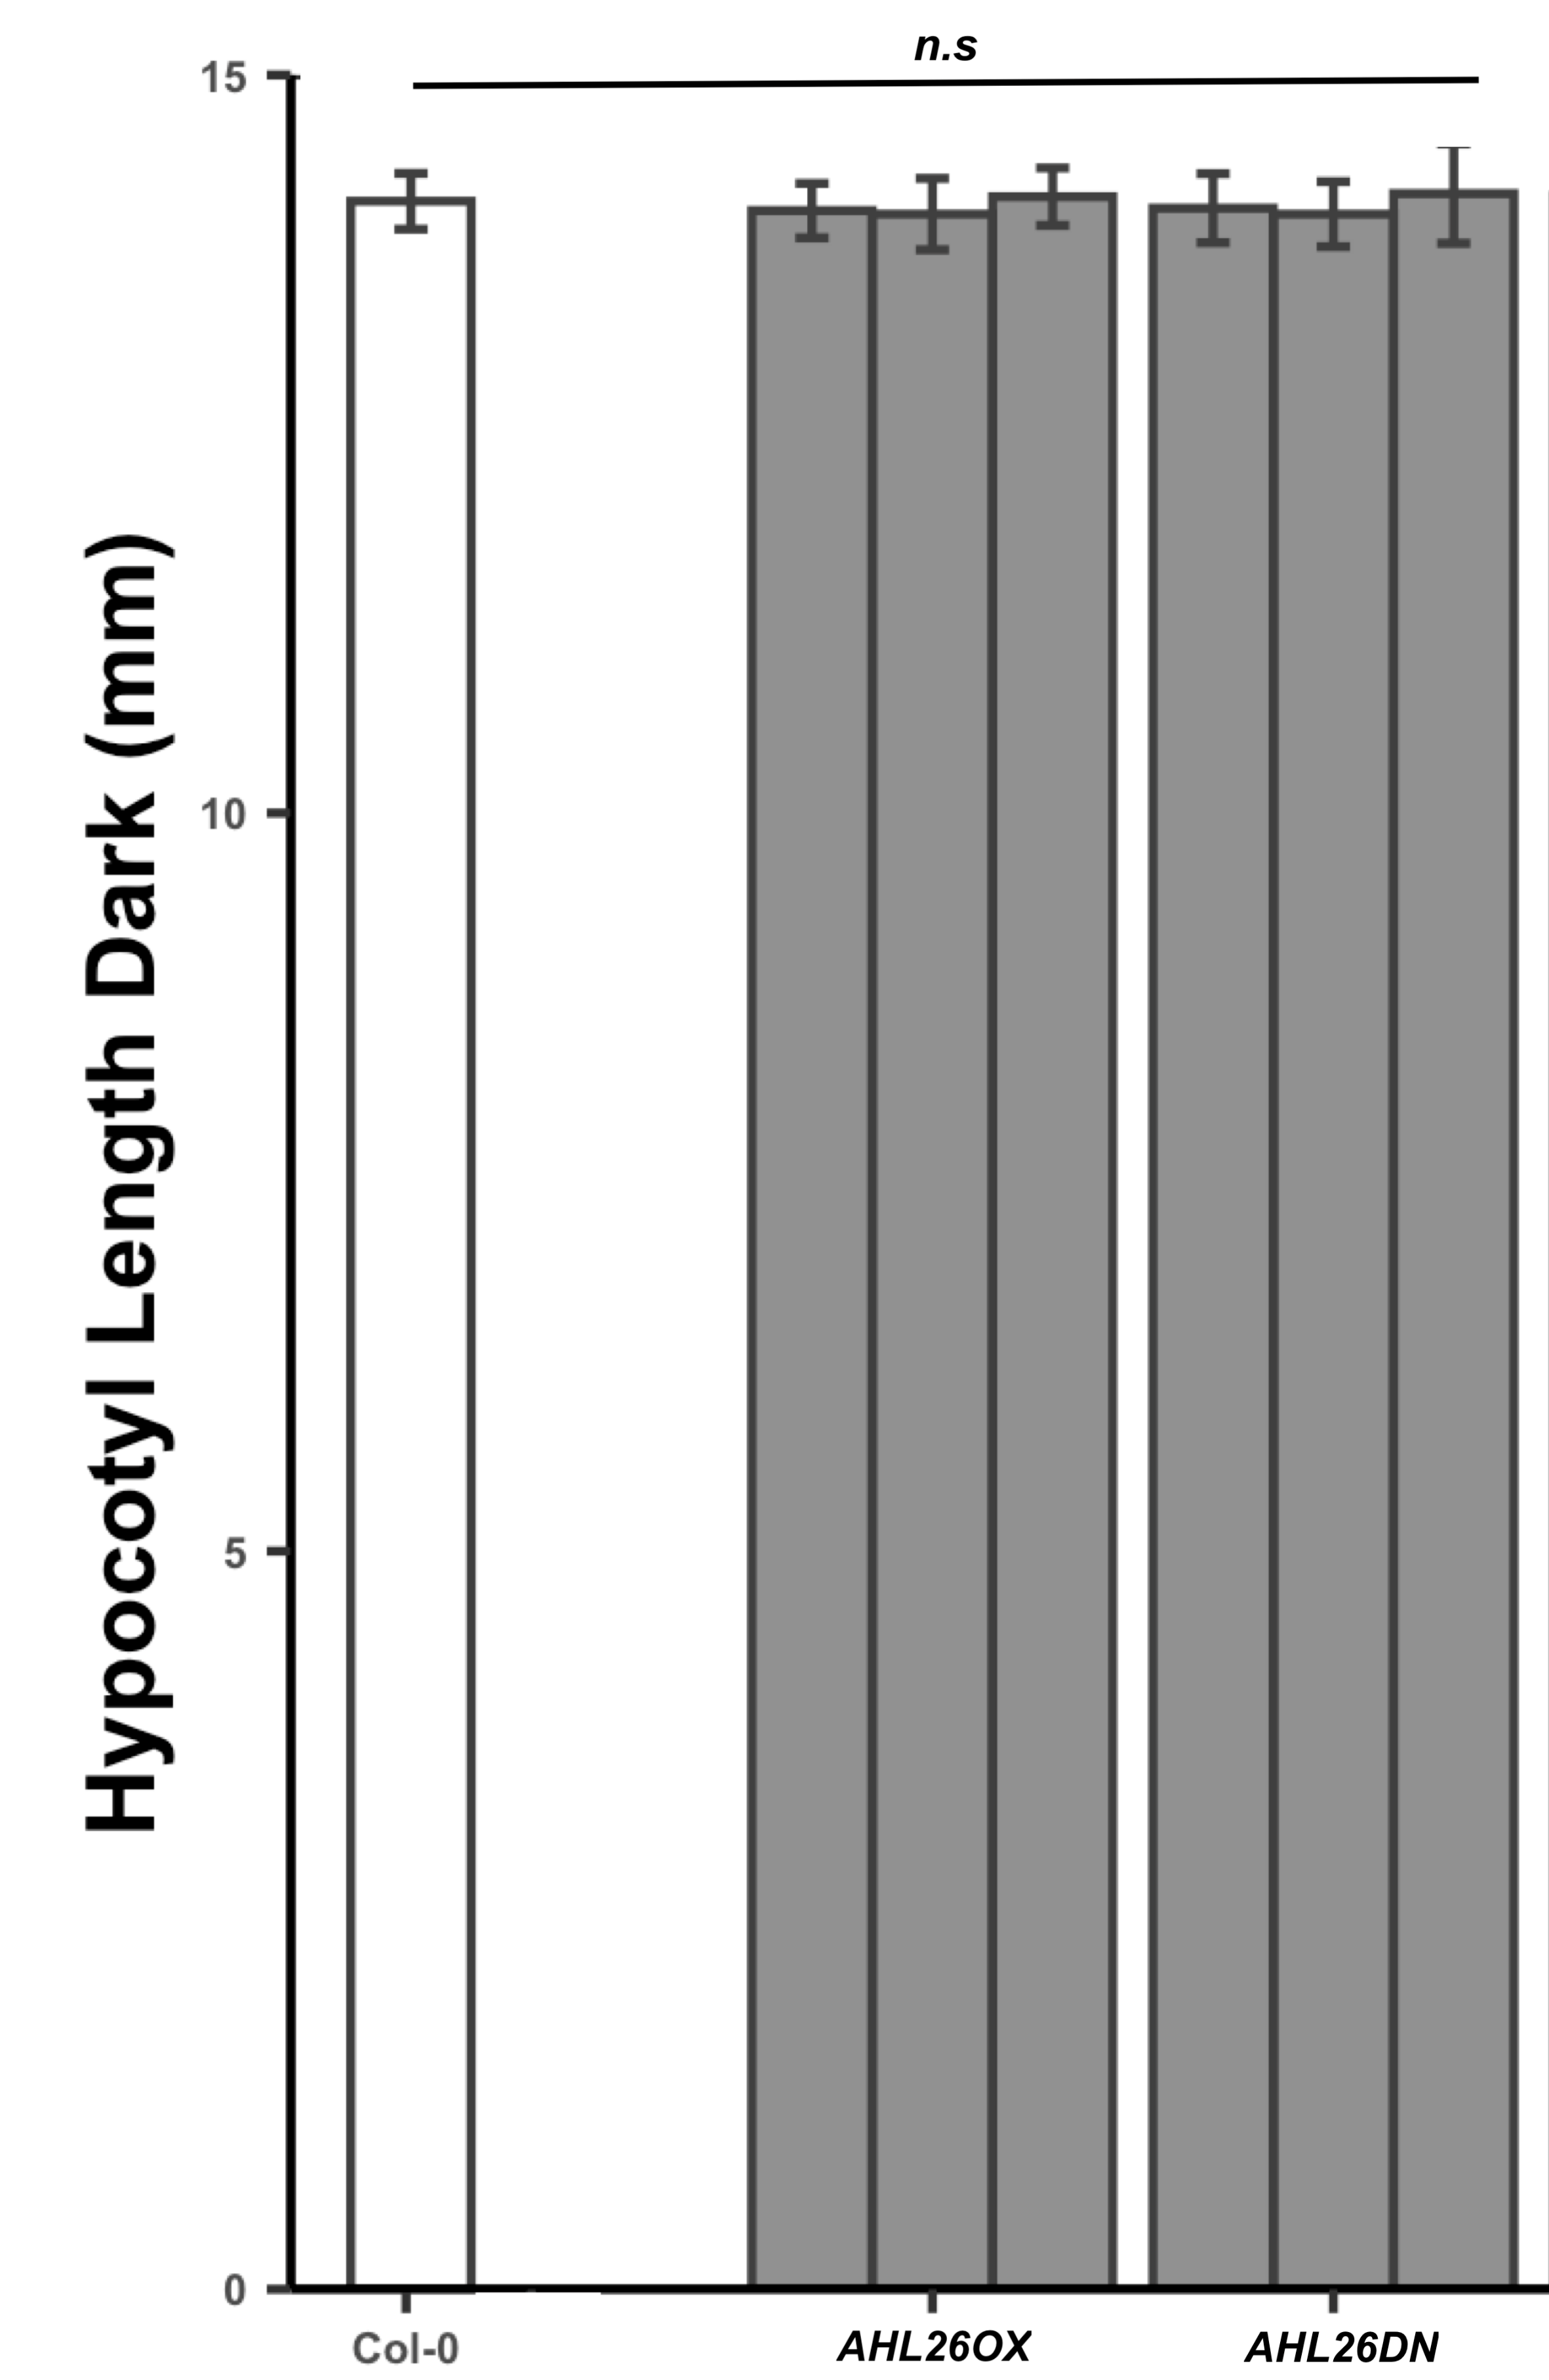 n.s
15
10
5
0
Hypocotyl Length Dark (mm)
Col-0
AHL26OX
AHL26DN